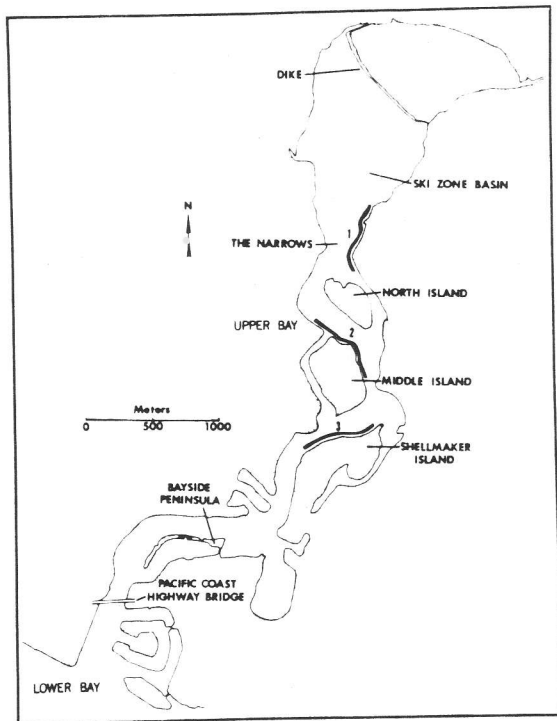 DIKE
SKI ZONE BASIN
N
1
THE NARROWS
NORTH ISLAND
UPPER BAY
2
MIDDLE ISLAND
Meters
0 500 1000
3
SHELLMAKER
ISLAND
BAYSIDE
PENINSULA
PACIFIC COAST
HIGHWAY BRIDGE
LOWER BAY